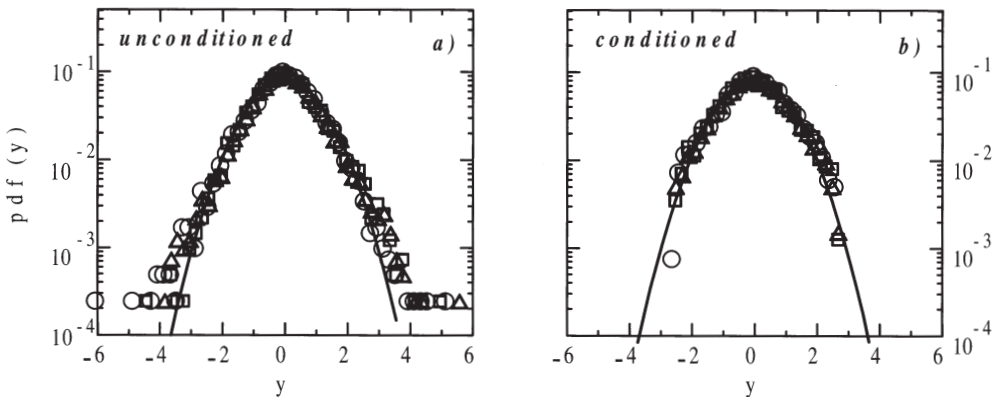 unconditioned
a)
pdf(y)
10^-1
10^-2
10^-3
10^-4
-6 -4 -2 0 2 4 6
y
conditioned
b)
10^-1
10^-2
10^-3
10^-4
-6 -4 -2 0 2 4 6
y